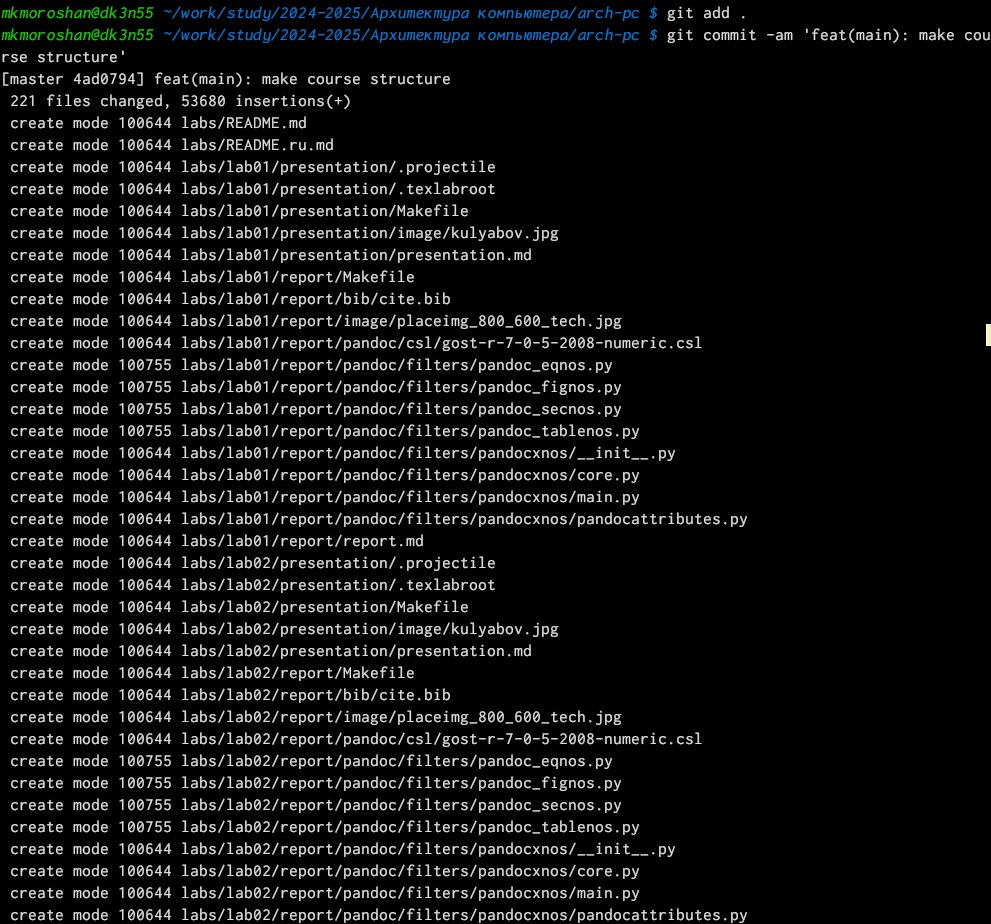 mkmoroshan@dk3n55 ~/work/study/2024-2025/Архитектура компьютера/arch-pc $ git add .
mkmoroshan@dk3n55 ~/work/study/2024-2025/Архитектура компьютера/arch-pc $ git commit -am 'feat(main): make cou
rse structure'
[master 4ad0794] feat(main): make course structure
 221 files changed, 53680 insertions(+)
 create mode 100644 labs/README.md
 create mode 100644 labs/README.ru.md
 create mode 100644 labs/lab01/presentation/.projectile
 create mode 100644 labs/lab01/presentation/.texlabroot
 create mode 100644 labs/lab01/presentation/Makefile
 create mode 100644 labs/lab01/presentation/image/kulyabov.jpg
 create mode 100644 labs/lab01/presentation/presentation.md
 create mode 100644 labs/lab01/report/Makefile
 create mode 100644 labs/lab01/report/bib/cite.bib
 create mode 100644 labs/lab01/report/image/placeimg_800_600_tech.jpg
 create mode 100644 labs/lab01/report/pandoc/csl/gost-r-7-0-5-2008-numeric.csl
 create mode 100755 labs/lab01/report/pandoc/filters/pandoc_eqnos.py
 create mode 100755 labs/lab01/report/pandoc/filters/pandoc_fignos.py
 create mode 100755 labs/lab01/report/pandoc/filters/pandoc_secnos.py
 create mode 100755 labs/lab01/report/pandoc/filters/pandoc_tablenos.py
 create mode 100644 labs/lab01/report/pandoc/filters/pandocxnos/__init__.py
 create mode 100644 labs/lab01/report/pandoc/filters/pandocxnos/core.py
 create mode 100644 labs/lab01/report/pandoc/filters/pandocxnos/main.py
 create mode 100644 labs/lab01/report/pandoc/filters/pandocxnos/pandocattributes.py
 create mode 100644 labs/lab01/report/report.md
 create mode 100644 labs/lab02/presentation/.projectile
 create mode 100644 labs/lab02/presentation/.texlabroot
 create mode 100644 labs/lab02/presentation/Makefile
 create mode 100644 labs/lab02/presentation/image/kulyabov.jpg
 create mode 100644 labs/lab02/presentation/presentation.md
 create mode 100644 labs/lab02/report/Makefile
 create mode 100644 labs/lab02/report/bib/cite.bib
 create mode 100644 labs/lab02/report/image/placeimg_800_600_tech.jpg
 create mode 100644 labs/lab02/report/pandoc/csl/gost-r-7-0-5-2008-numeric.csl
 create mode 100755 labs/lab02/report/pandoc/filters/pandoc_eqnos.py
 create mode 100755 labs/lab02/report/pandoc/filters/pandoc_fignos.py
 create mode 100755 labs/lab02/report/pandoc/filters/pandoc_secnos.py
 create mode 100755 labs/lab02/report/pandoc/filters/pandoc_tablenos.py
 create mode 100644 labs/lab02/report/pandoc/filters/pandocxnos/__init__.py
 create mode 100644 labs/lab02/report/pandoc/filters/pandocxnos/core.py
 create mode 100644 labs/lab02/report/pandoc/filters/pandocxnos/main.py
 create mode 100644 labs/lab02/report/pandoc/filters/pandocxnos/pandocattributes.py